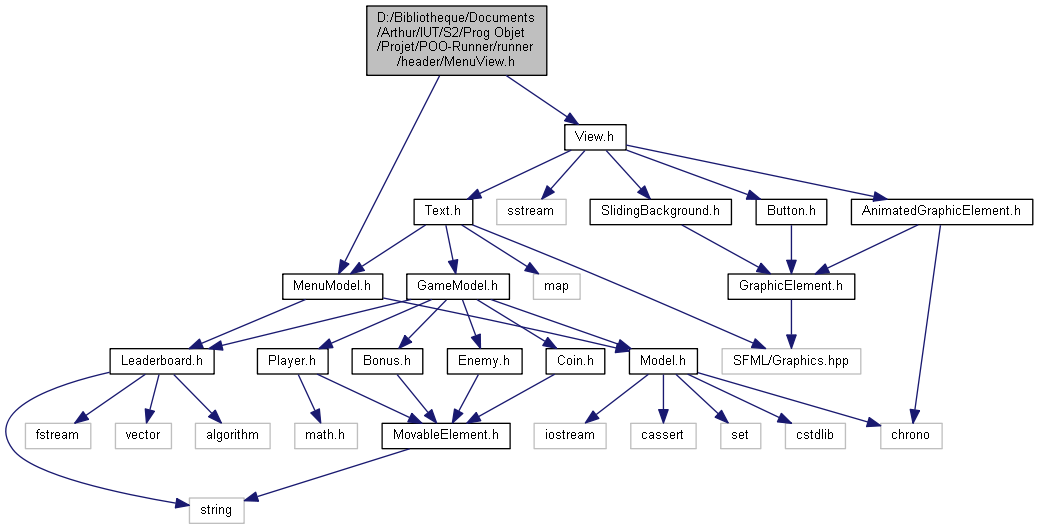 D:/Bibliotheque/Documents
/Arthur/IUT/S2/Prog Objet
/Projet/POO-Runner/runner
/header/MenuView.h
View.h
Text.h
sstream
SlidingBackground.h
Button.h
AnimatedGraphicElement.h
MenuModel.h
GameModel.h
map
GraphicElement.h
Leaderboard.h
Player.h
Bonus.h
Enemy.h
Coin.h
Model.h
SFML/Graphics.hpp
fstream
vector
algorithm
math.h
MovableElement.h
iostream
cassert
set
cstdlib
chrono
string